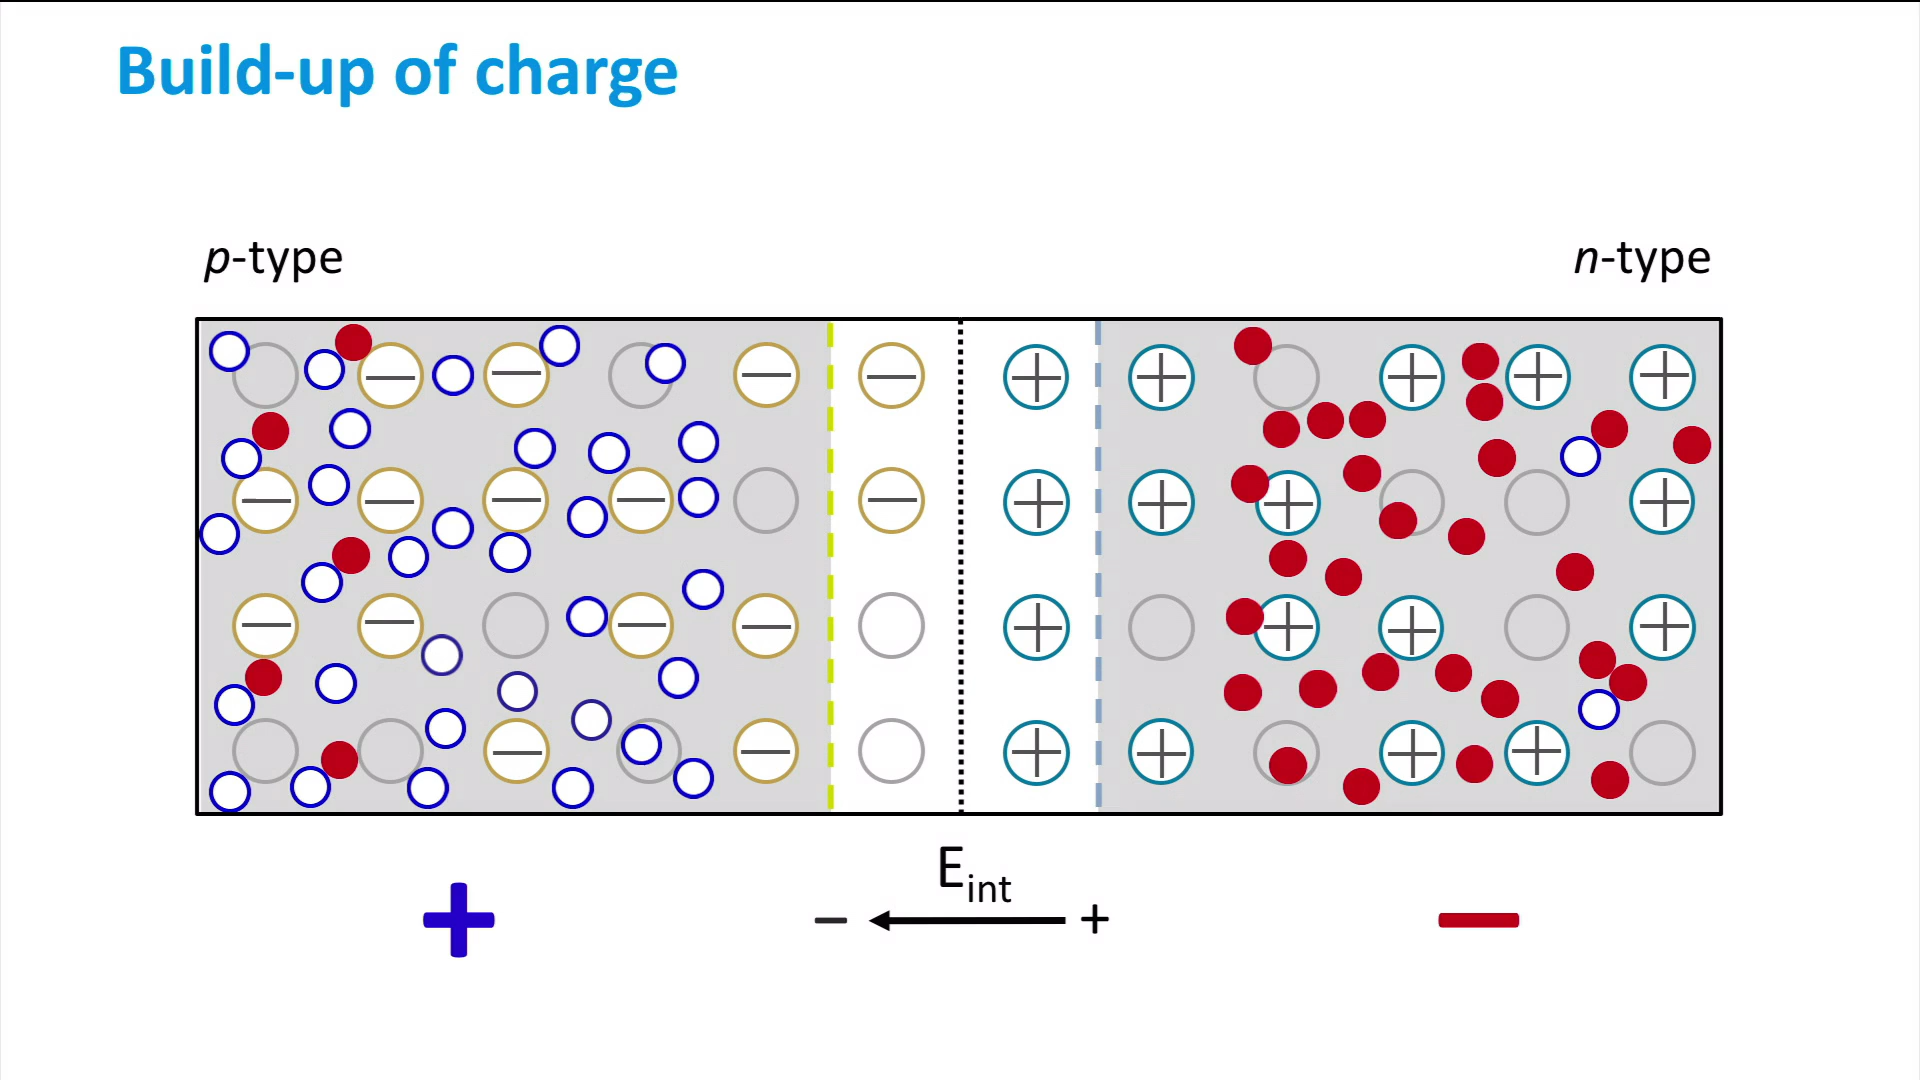 Build-up of charge
p-type
n-type
E_int
− +
+ −